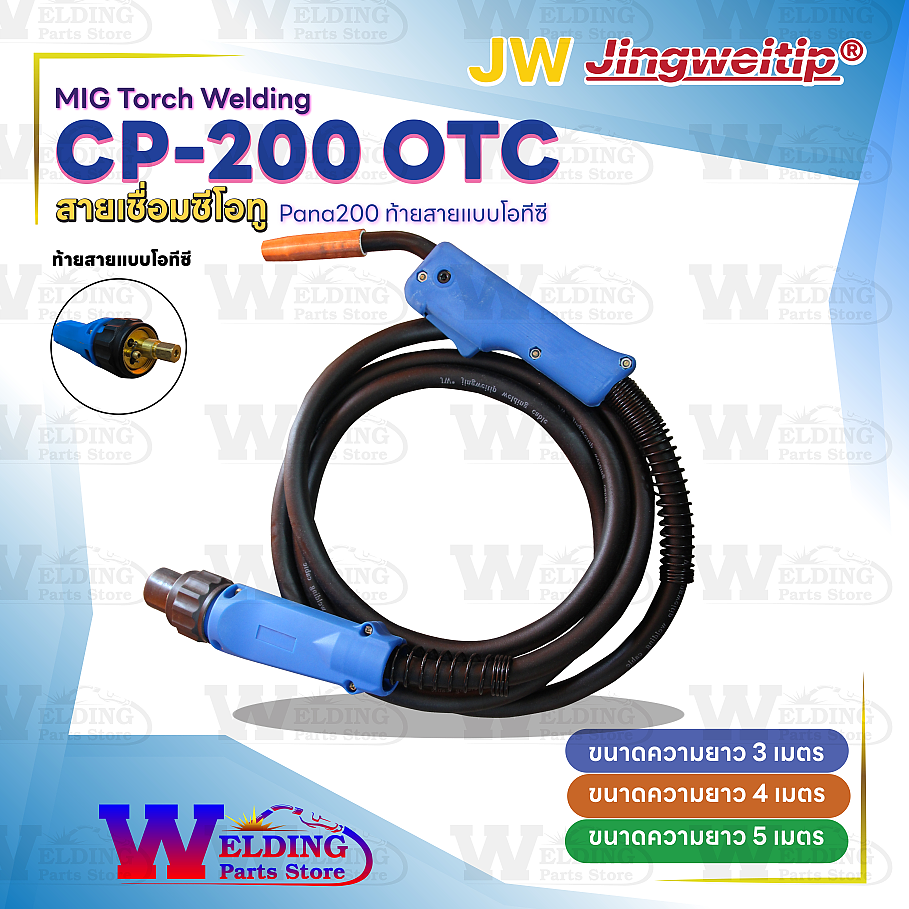 JW Jingweitip®
MIG Torch Welding
CP-200 OTC
สายเชื่อมซีโอทู Pana200 ท้ายสายแบบโอทีซี
ท้ายสายแบบโอทีซี
JW® Jingweitip welding cable
ขนาดความยาว 3 เมตร
ขนาดความยาว 4 เมตร
ขนาดความยาว 5 เมตร
WELDING
Parts Store